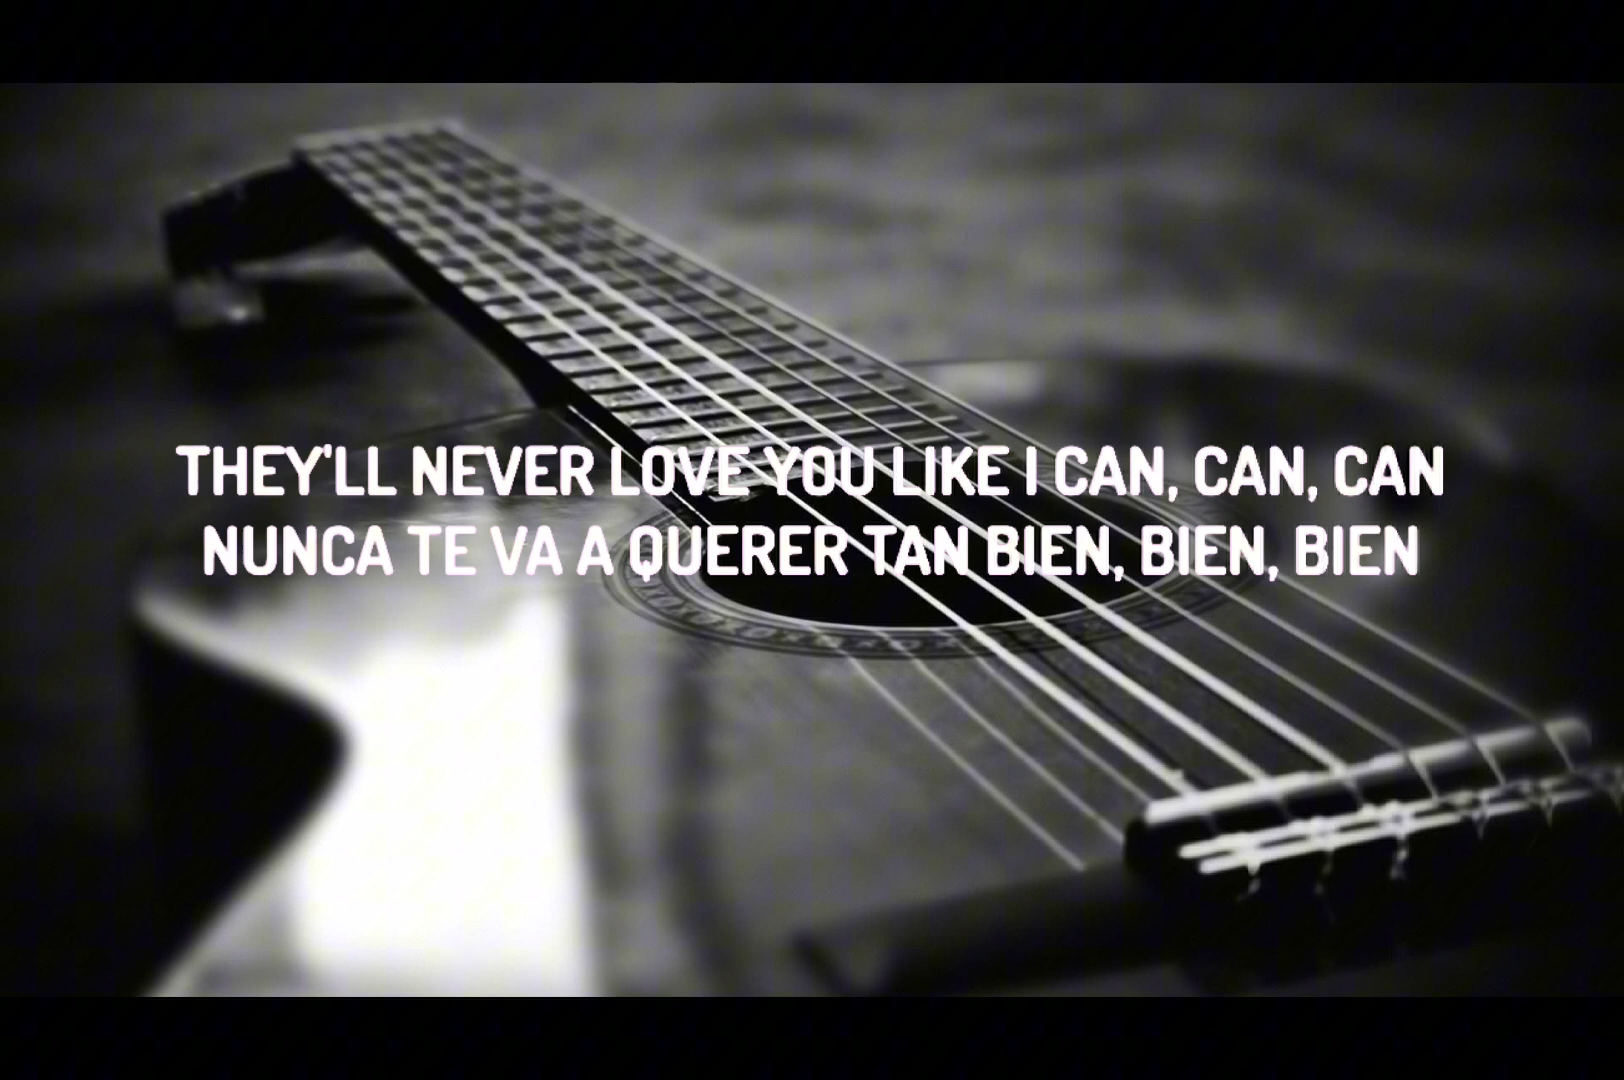 THEY'LL NEVER LOVE YOU LIKE I CAN, CAN, CAN
NUNCA TE VA A QUERER TAN BIEN, BIEN, BIEN